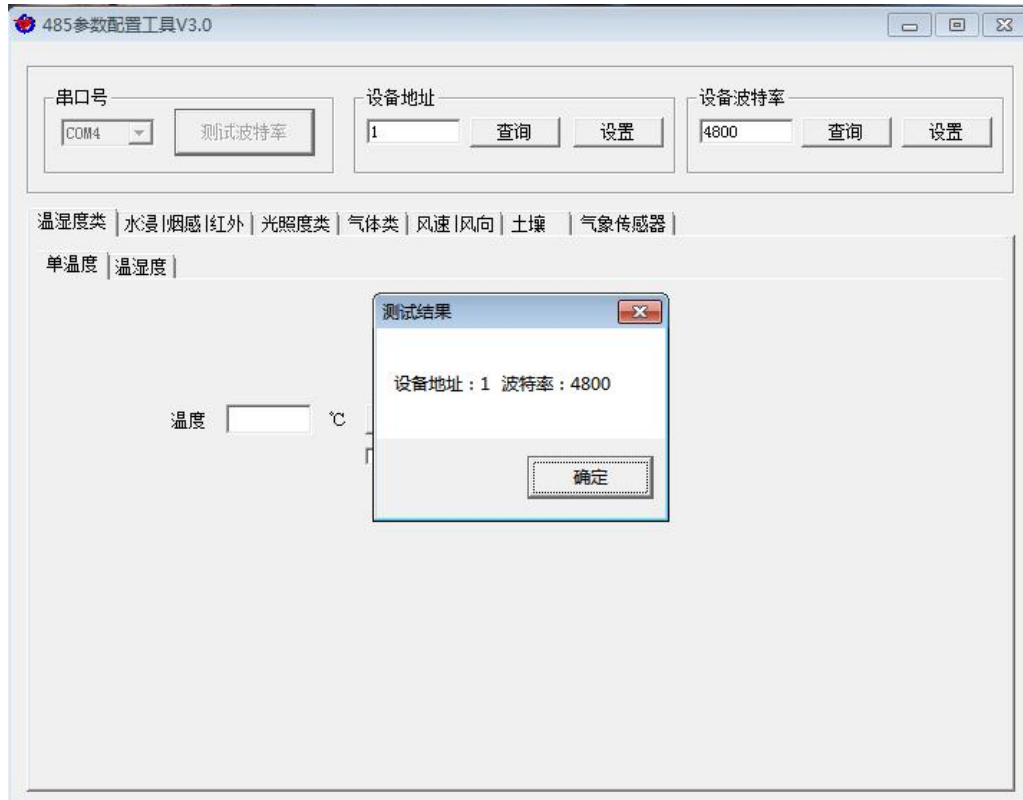 485参数配置工具V3.0
串口号
COM4
测试波特率
设备地址
1
查询
设置
设备波特率
4800
查询
设置
温湿度类
水浸|烟感|红外
光照度类
气体类
风速|风向
土壤
气象传感器
单温度
温湿度
测试结果
设备地址：1 波特率：4800
确定
温度
℃